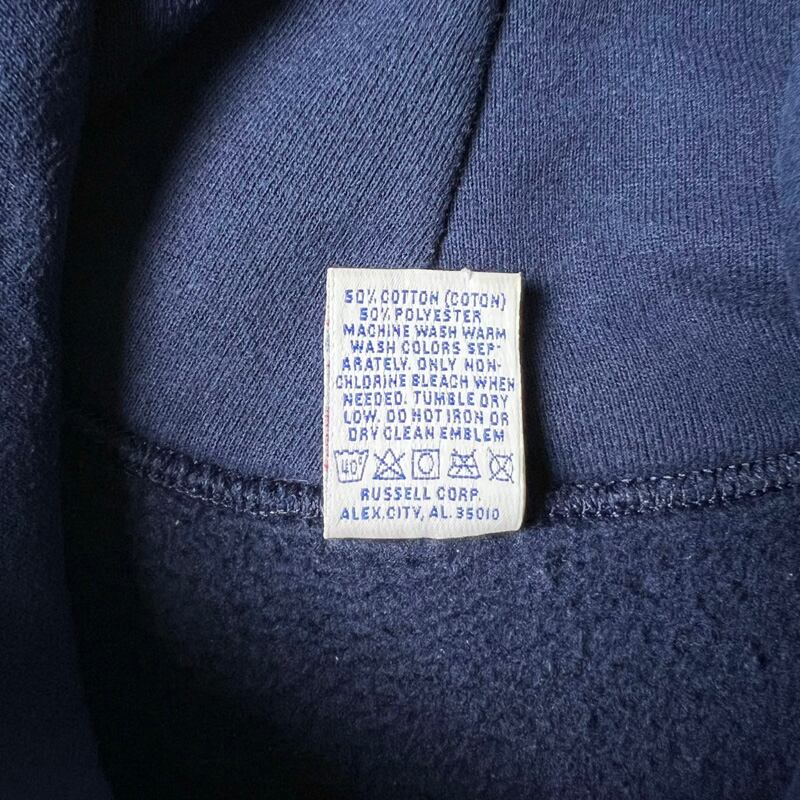 50% COTTON (COTON)
50% POLYESTER
MACHINE WASH WARM
WASH COLORS SEP-
ARATELY. ONLY NON-
CHLORINE BLEACH WHEN
NEEDED. TUMBLE DRY
LOW. DO NOT IRON OR
DRY CLEAN EMBLEM
40°
RUSSELL CORP.
ALEX.CITY, AL. 35010